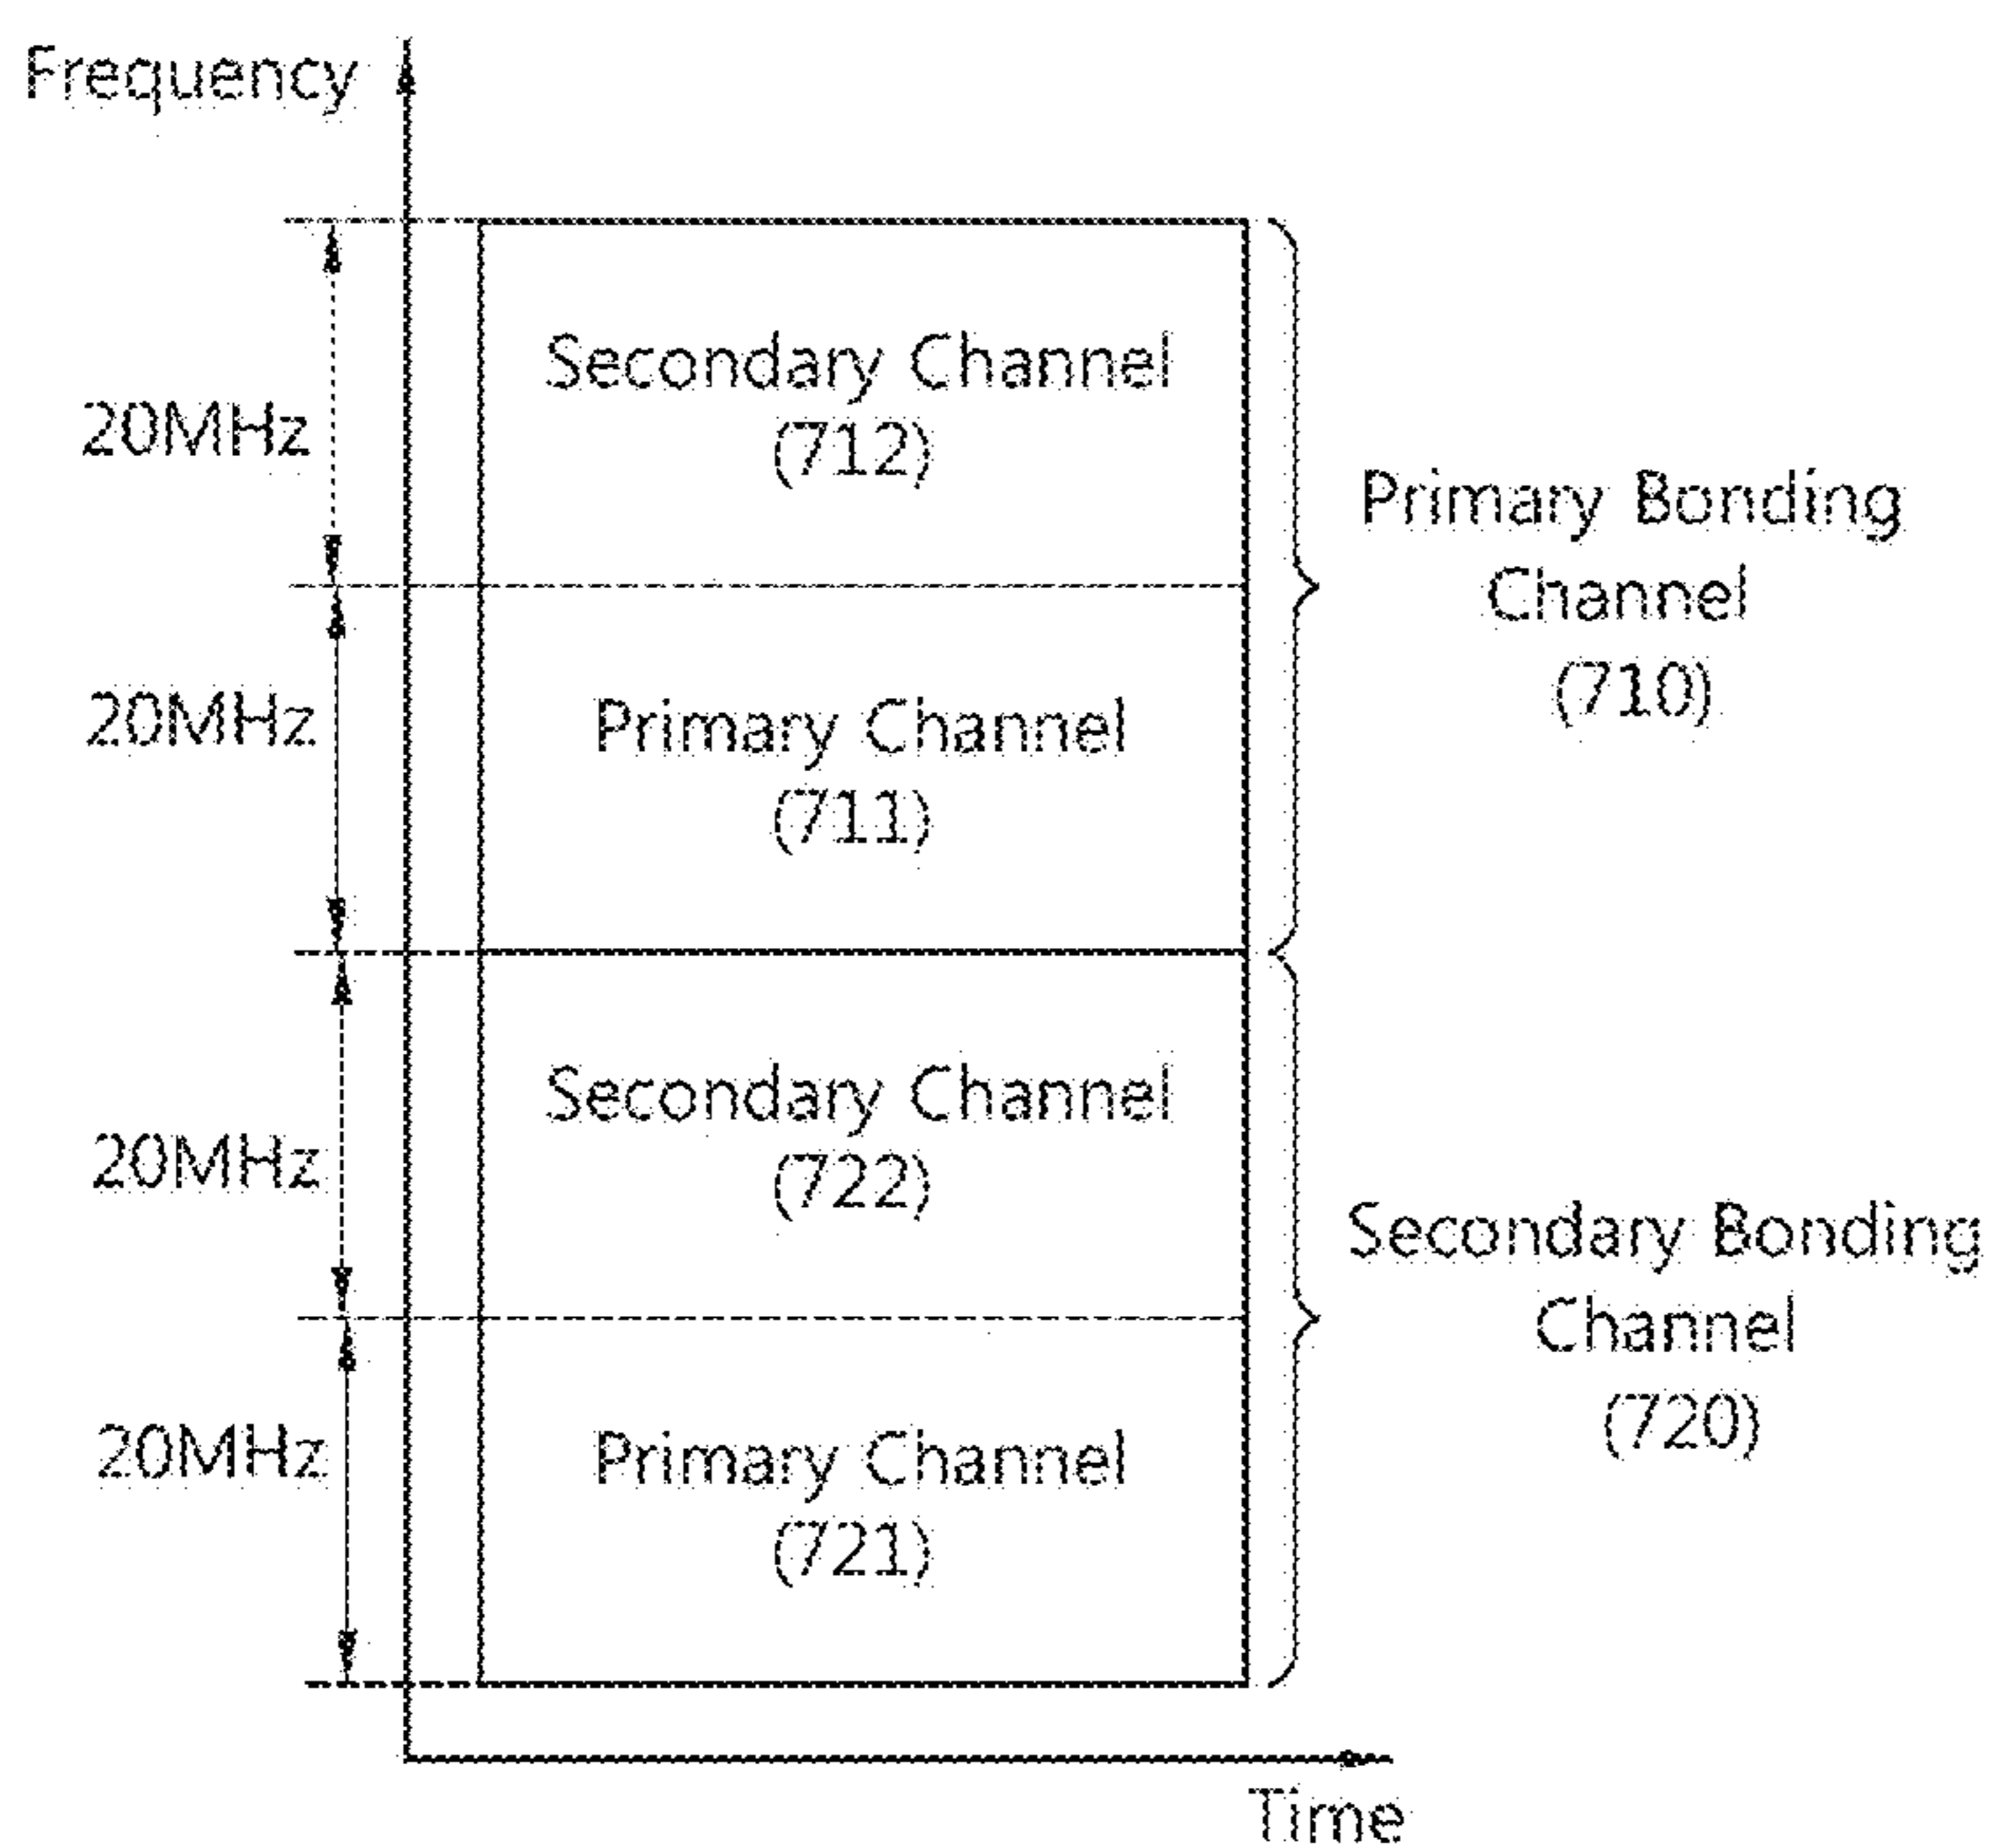 Frequency
20MHz
Secondary Channel
(712)
20MHz
Primary Channel
(711)
Primary Bonding
Channel
(710)
20MHz
Secondary Channel
(722)
20MHz
Primary Channel
(721)
Secondary Bonding
Channel
(720)
Time